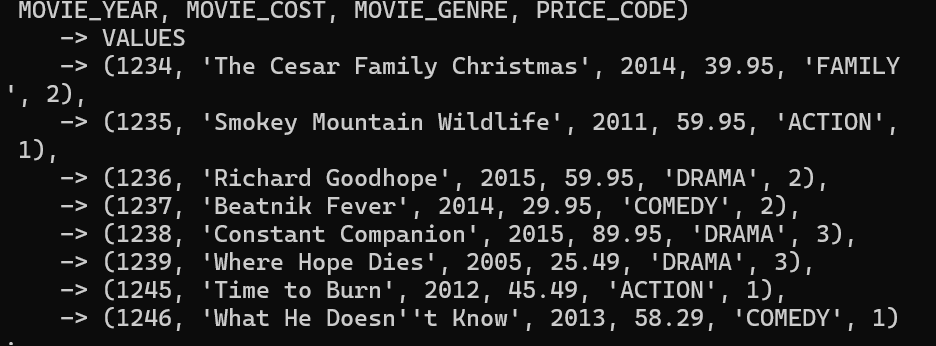 MOVIE_YEAR, MOVIE_COST, MOVIE_GENRE, PRICE_CODE)
-> VALUES
-> (1234, 'The Cesar Family Christmas', 2014, 39.95, 'FAMILY
', 2),
-> (1235, 'Smokey Mountain Wildlife', 2011, 59.95, 'ACTION',
1),
-> (1236, 'Richard Goodhope', 2015, 59.95, 'DRAMA', 2),
-> (1237, 'Beatnik Fever', 2014, 29.95, 'COMEDY', 2),
-> (1238, 'Constant Companion', 2015, 89.95, 'DRAMA', 3),
-> (1239, 'Where Hope Dies', 2005, 25.49, 'DRAMA', 3),
-> (1245, 'Time to Burn', 2012, 45.49, 'ACTION', 1),
-> (1246, 'What He Doesn''t Know', 2013, 58.29, 'COMEDY', 1)